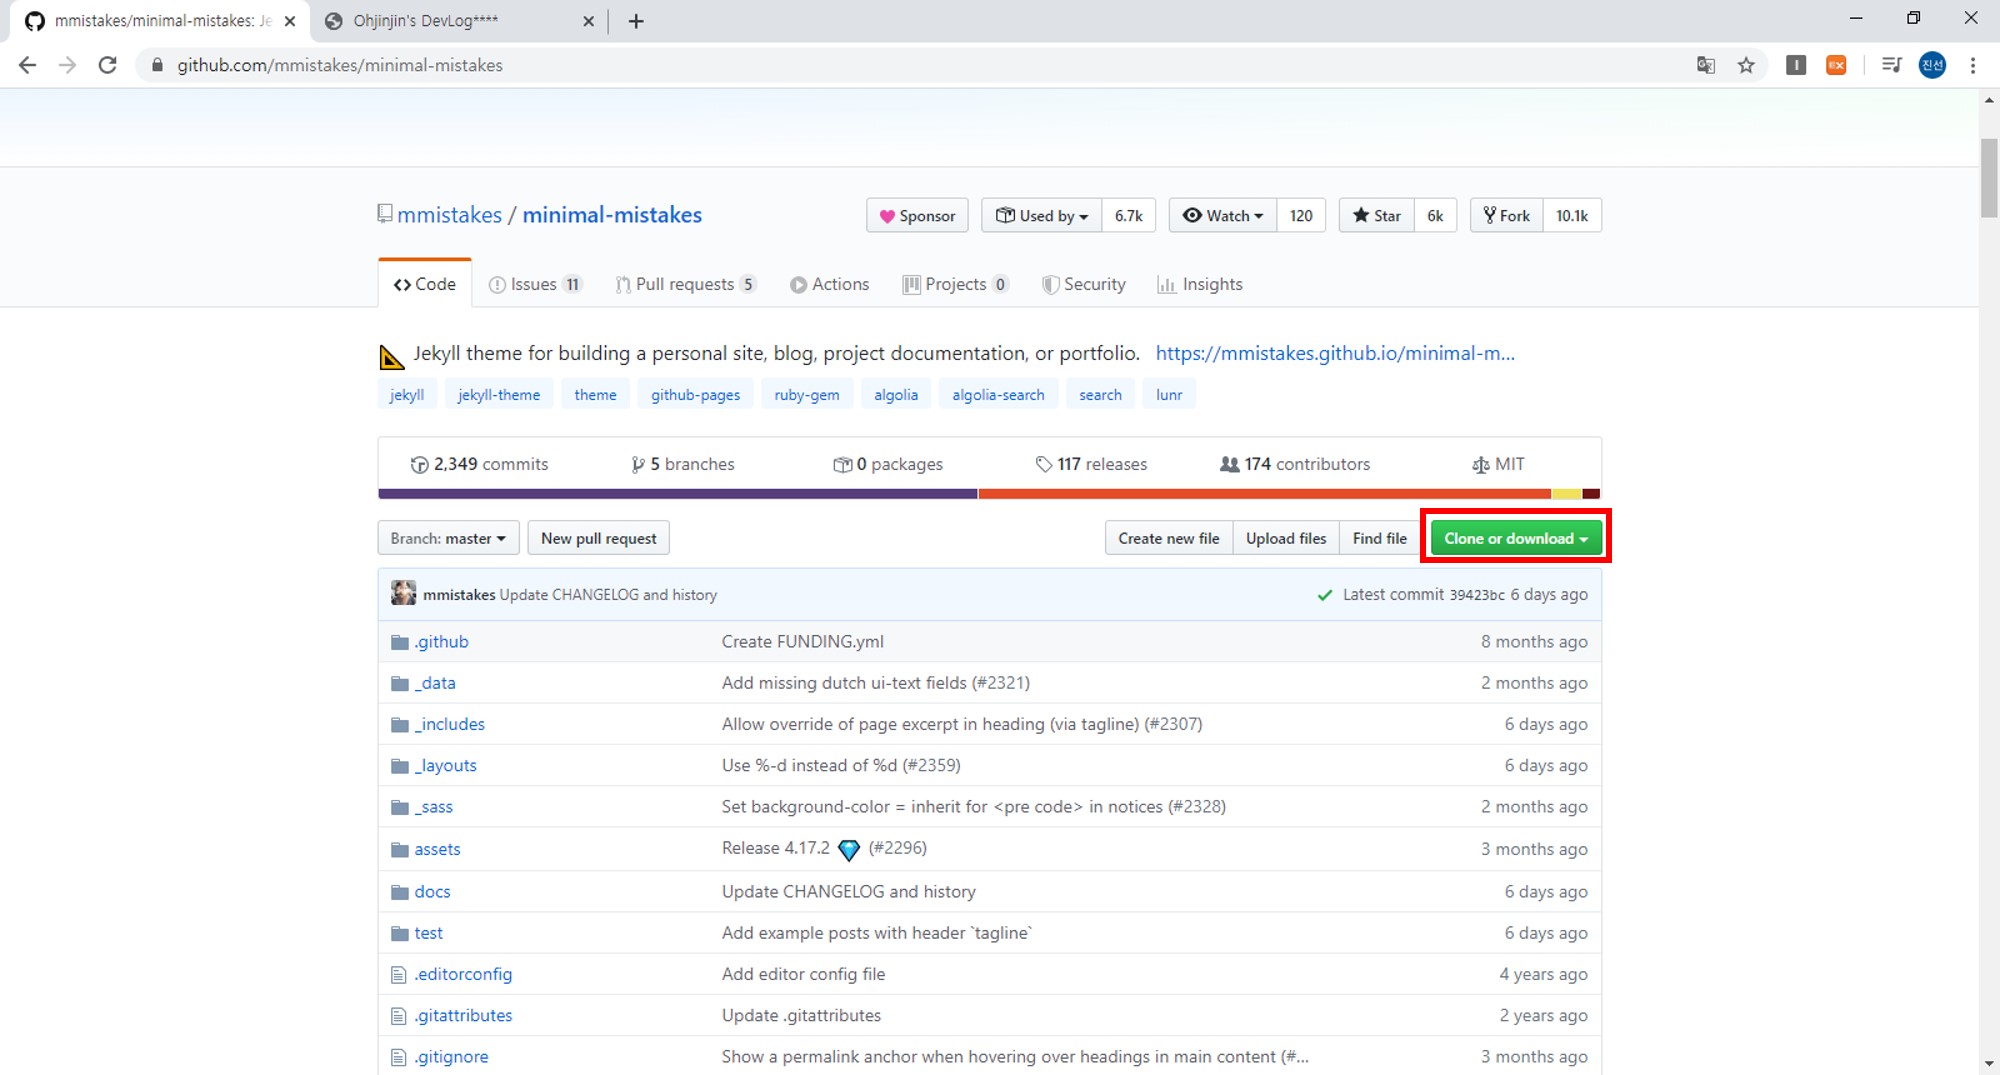 mmistakes/minimal-mistakes: Je
Ohjinjin's DevLog****
github.com/mmistakes/minimal-mistakes
EX
진선
mmistakes / minimal-mistakes
Sponsor
Used by 6.7k
Watch 120
Star 6k
Fork 10.1k
Code
Issues 11
Pull requests 5
Actions
Projects 0
Security
Insights
Jekyll theme for building a personal site, blog, project documentation, or portfolio. https://mmistakes.github.io/minimal-m...
jekyll jekyll-theme theme github-pages ruby-gem algolia algolia-search search lunr
2,349 commits 5 branches 0 packages 117 releases 174 contributors MIT
Branch: master New pull request Create new file Upload files Find file Clone or download
mmistakes Update CHANGELOG and history Latest commit 39423bc 6 days ago
.github Create FUNDING.yml 8 months ago
_data Add missing dutch ui-text fields (#2321) 2 months ago
_includes Allow override of page excerpt in heading (via tagline) (#2307) 6 days ago
_layouts Use %-d instead of %d (#2359) 6 days ago
_sass Set background-color = inherit for <pre code> in notices (#2328) 2 months ago
assets Release 4.17.2 💎 (#2296) 3 months ago
docs Update CHANGELOG and history 6 days ago
test Add example posts with header `tagline` 6 days ago
.editorconfig Add editor config file 4 years ago
.gitattributes Update .gitattributes 2 years ago
.gitignore Show a permalink anchor when hovering over headings in main content (#... 3 months ago